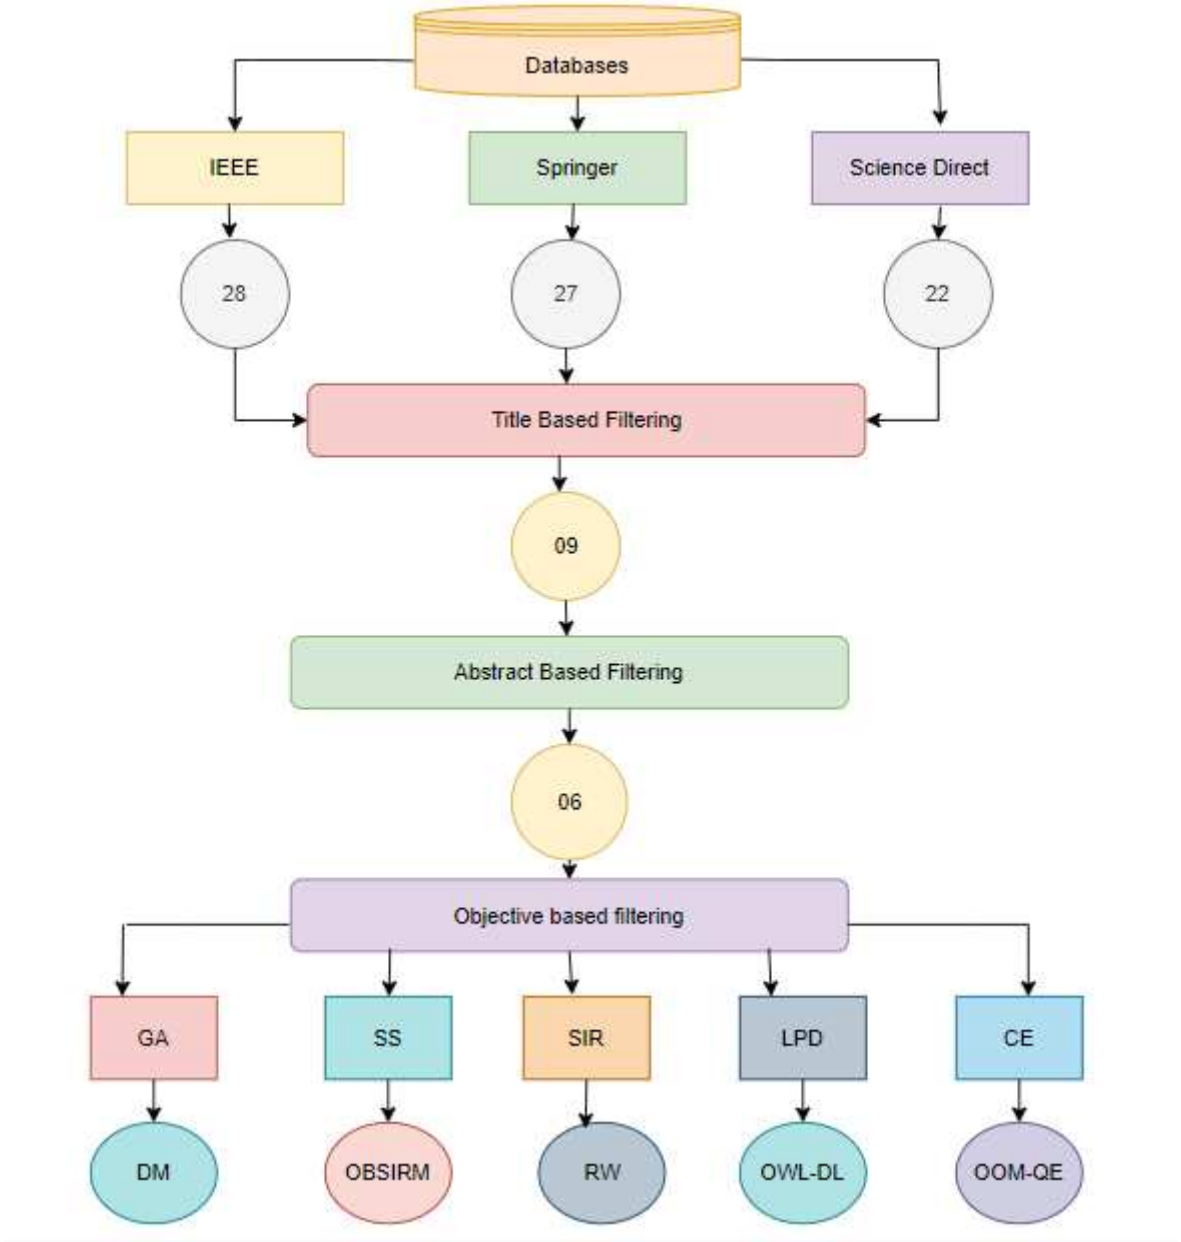 Databases
IEEE
Springer
Science Direct
28
27
22
Title Based Filtering
09
Abstract Based Filtering
06
Objective based filtering
GA
SS
SIR
LPD
CE
DM
OBSIRM
RW
OWL-DL
OOM-QE